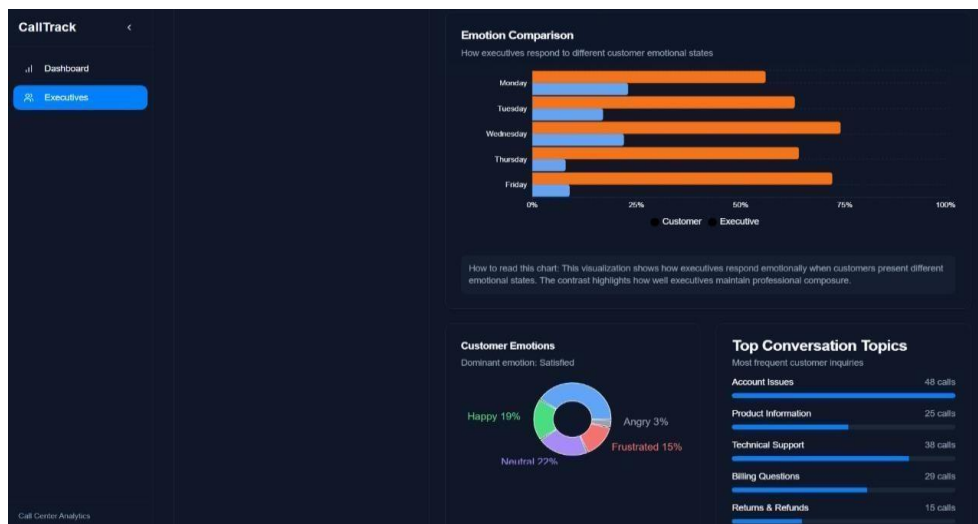 CallTrack
Dashboard
Executives
Call Center Analytics
Emotion Comparison
How executives respond to different customer emotional states
Monday
Tuesday
Wednesday
Thursday
Friday
0% 25% 50% 75% 100%
Customer Executive
How to read this chart: This visualization shows how executives respond emotionally when customers present different
emotional states. The contrast highlights how well executives maintain professional composure.
Customer Emotions
Dominant emotion: Satisfied
Happy 19%
Angry 3%
Frustrated 15%
Neutral 22%
Top Conversation Topics
Most frequent customer inquiries
Account Issues 48 calls
Product Information 25 calls
Technical Support 38 calls
Billing Questions 29 calls
Returns & Refunds 15 calls